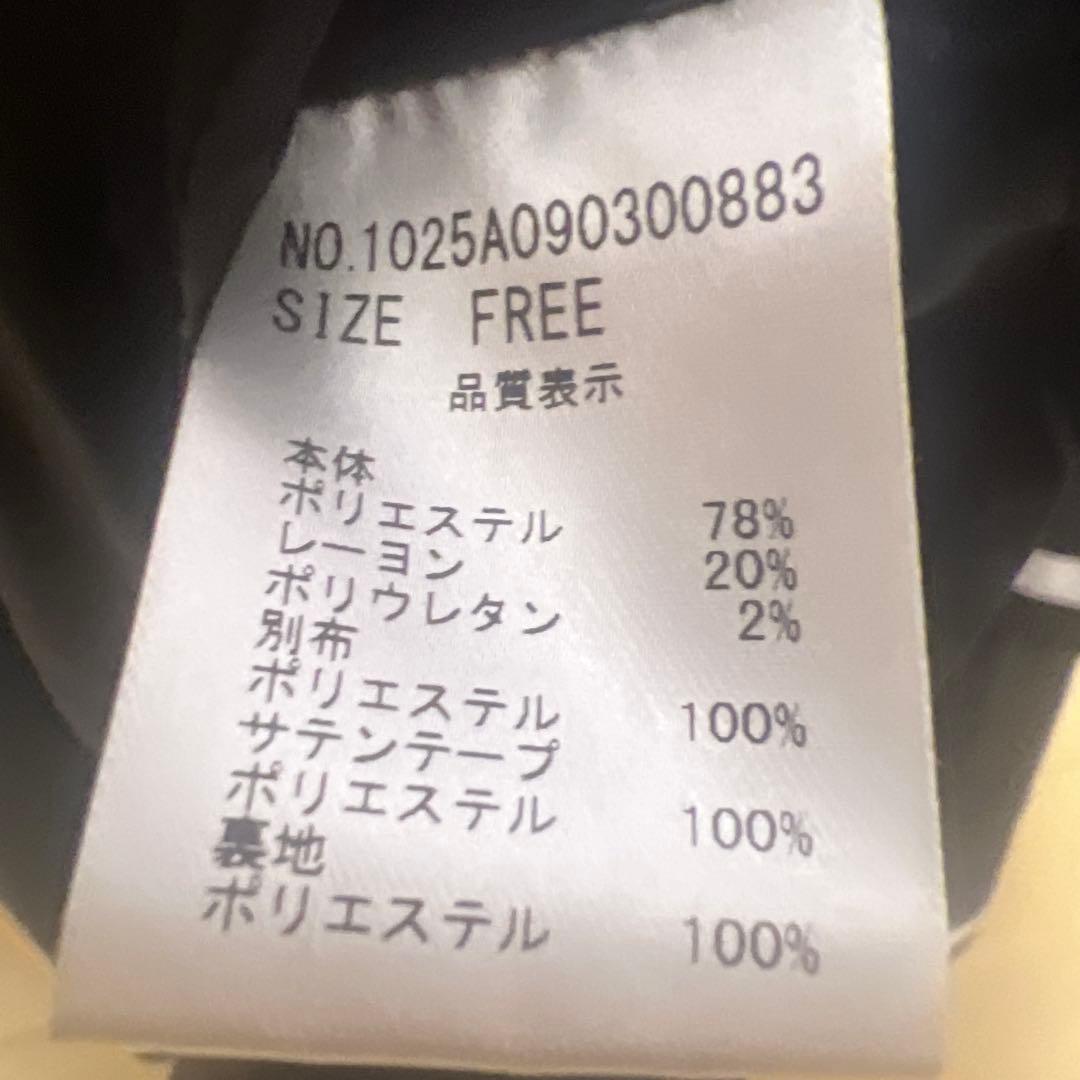 NO.1025A090300883
SIZE FREE
品質表示
本体
ポリエステル 78%
レーヨン 20%
ポリウレタン 2%
別布
ポリエステル 100%
サテンテープ
ポリエステル 100%
裏地
ポリエステル 100%